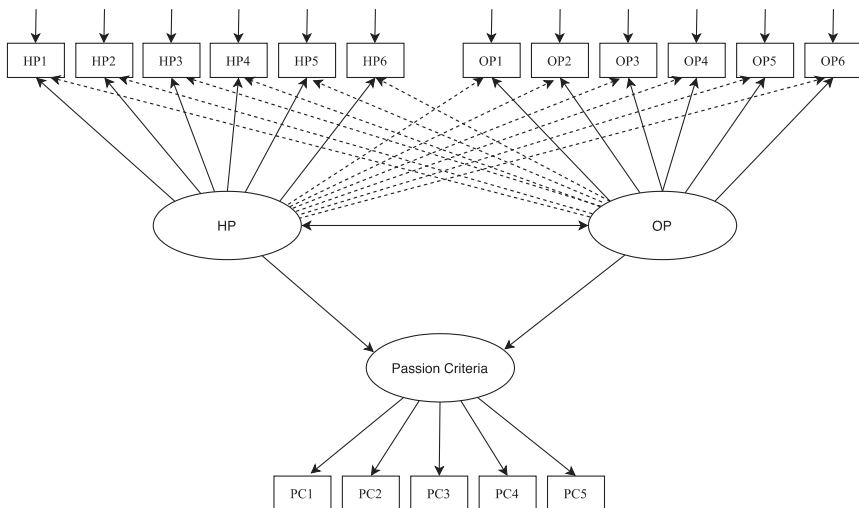 HP1 HP2 HP3 HP4 HP5 HP6 OP1 OP2 OP3 OP4 OP5 OP6
HP OP
Passion Criteria
PC1 PC2 PC3 PC4 PC5